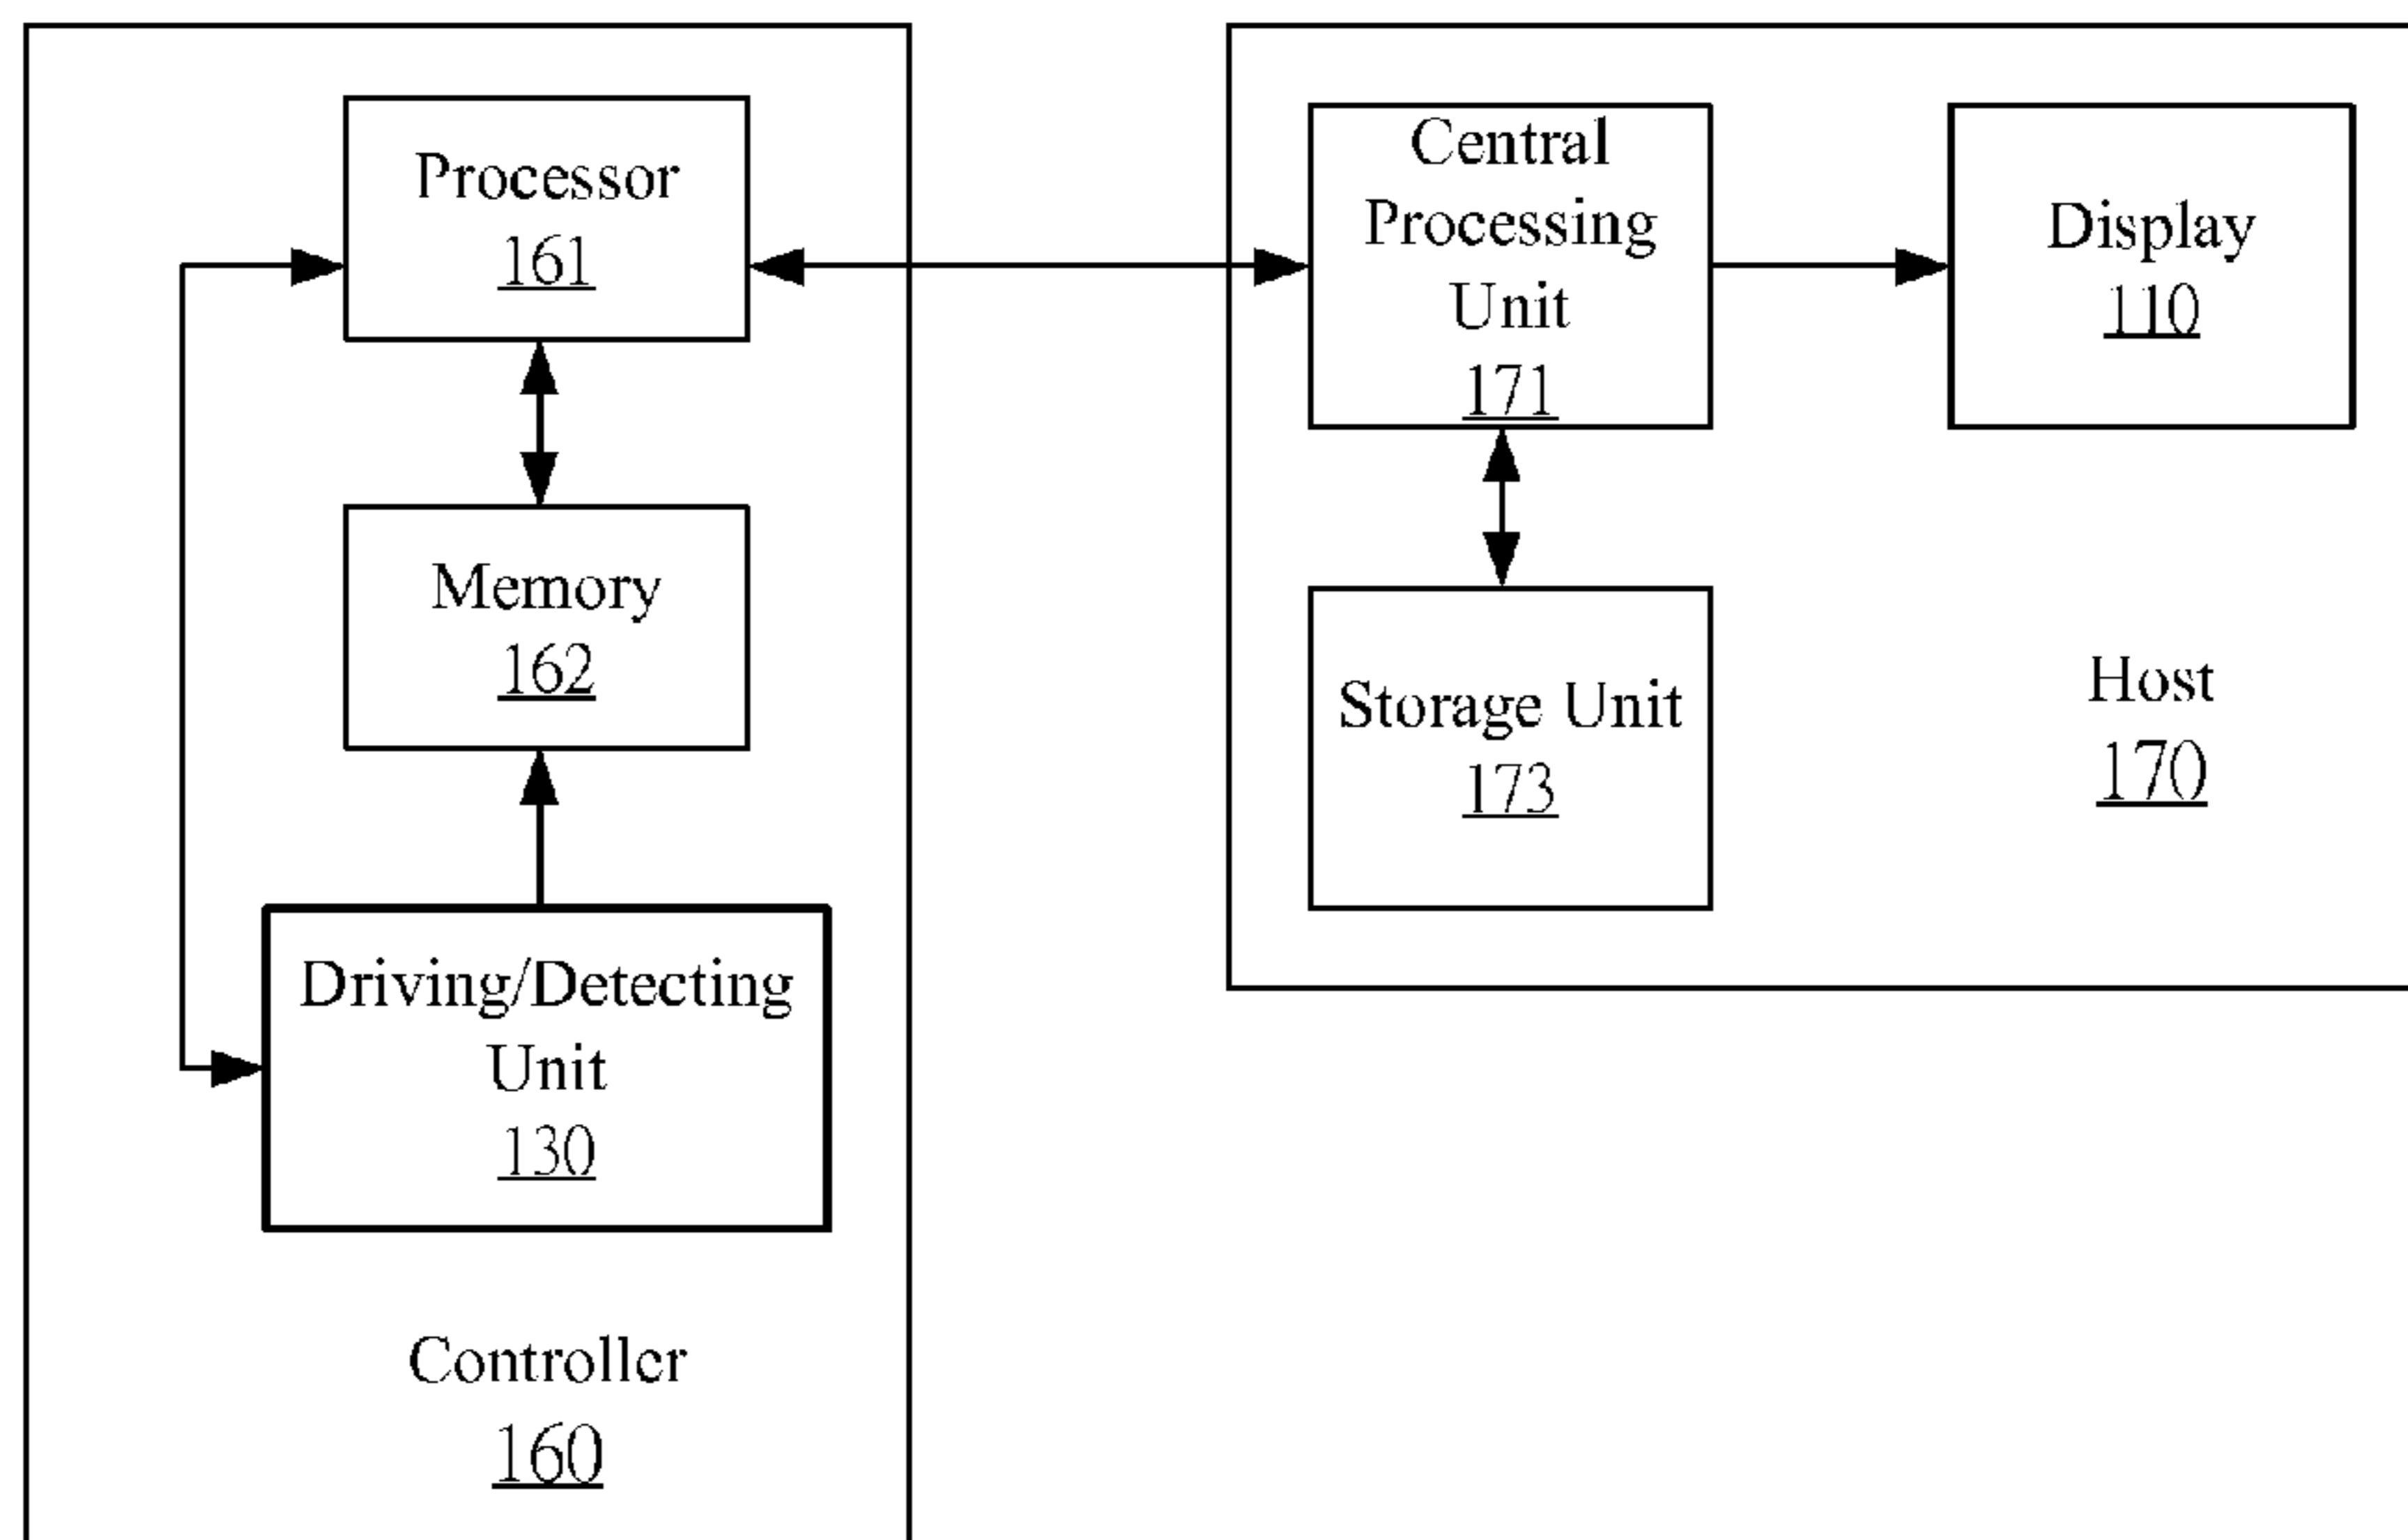 Processor
161
Memory
162
Driving/Detecting
Unit
130
Controller
160
Central
Processing
Unit
171
Display
110
Storage Unit
173
Host
170